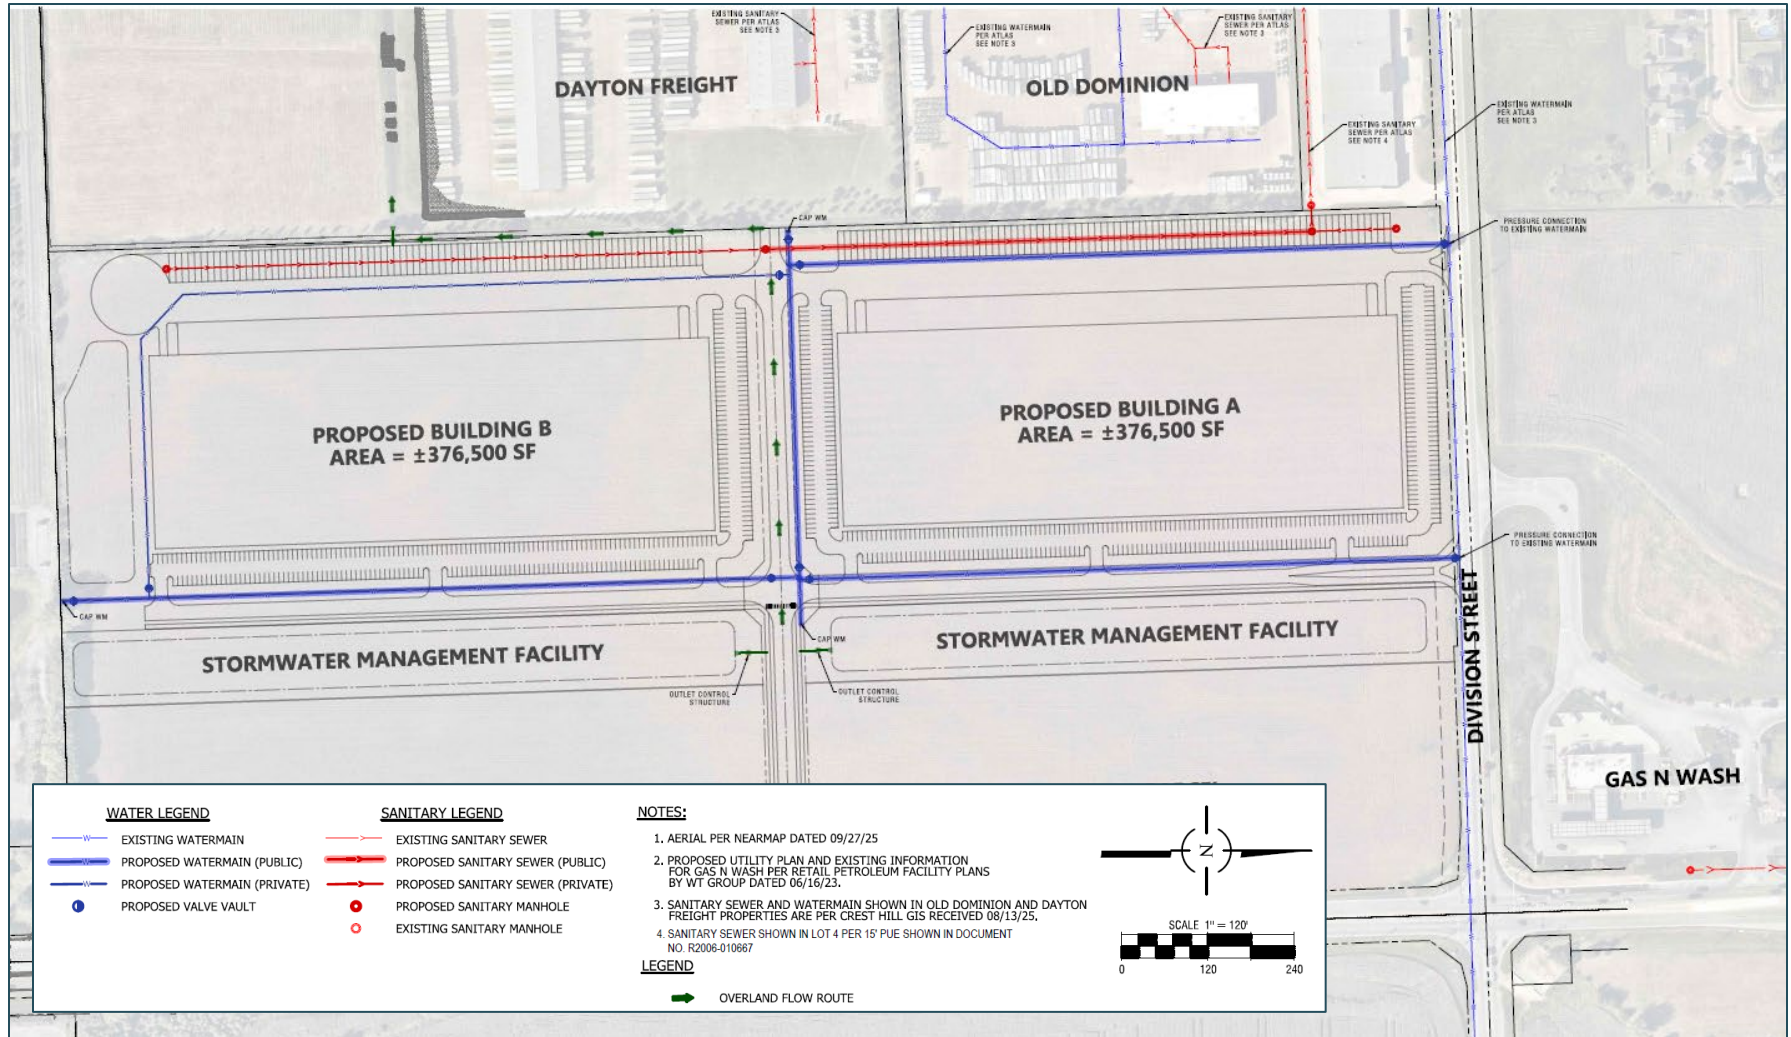 EXISTING SANITARY
SEWER PER ATLAS
SEE NOTE 3
EXISTING WATERMAIN
PER ATLAS
SEE NOTE 3
EXISTING SANITARY
SEWER PER ATLAS
SEE NOTE 3
DAYTON FREIGHT
OLD DOMINION
EXISTING SANITARY
SEWER PER ATLAS
SEE NOTE 4
EXISTING WATERMAIN
PER ATLAS
SEE NOTE 3
CAP WM
PRESSURE CONNECTION
TO EXISTING WATERMAIN
PROPOSED BUILDING B
AREA = ±376,500 SF
PROPOSED BUILDING A
AREA = ±376,500 SF
PRESSURE CONNECTION
TO EXISTING WATERMAIN
CAP WM
CAP WM
STORMWATER MANAGEMENT FACILITY
STORMWATER MANAGEMENT FACILITY
OUTLET CONTROL
STRUCTURE
OUTLET CONTROL
STRUCTURE
DIVISION STREET
GAS N WASH
WATER LEGEND
EXISTING WATERMAIN
PROPOSED WATERMAIN (PUBLIC)
PROPOSED WATERMAIN (PRIVATE)
PROPOSED VALVE VAULT
SANITARY LEGEND
EXISTING SANITARY SEWER
PROPOSED SANITARY SEWER (PUBLIC)
PROPOSED SANITARY SEWER (PRIVATE)
PROPOSED SANITARY MANHOLE
EXISTING SANITARY MANHOLE
NOTES:
1. AERIAL PER NEARMAP DATED 09/27/25
2. PROPOSED UTILITY PLAN AND EXISTING INFORMATION
FOR GAS N WASH PER RETAIL PETROLEUM FACILITY PLANS
BY WT GROUP DATED 06/16/23.
3. SANITARY SEWER AND WATERMAIN SHOWN IN OLD DOMINION AND DAYTON
FREIGHT PROPERTIES ARE PER CREST HILL GIS RECEIVED 08/13/25.
4. SANITARY SEWER SHOWN IN LOT 4 PER 15' PUE SHOWN IN DOCUMENT
NO. R2006-010667
LEGEND
OVERLAND FLOW ROUTE
N
SCALE 1" = 120'
0 120 240